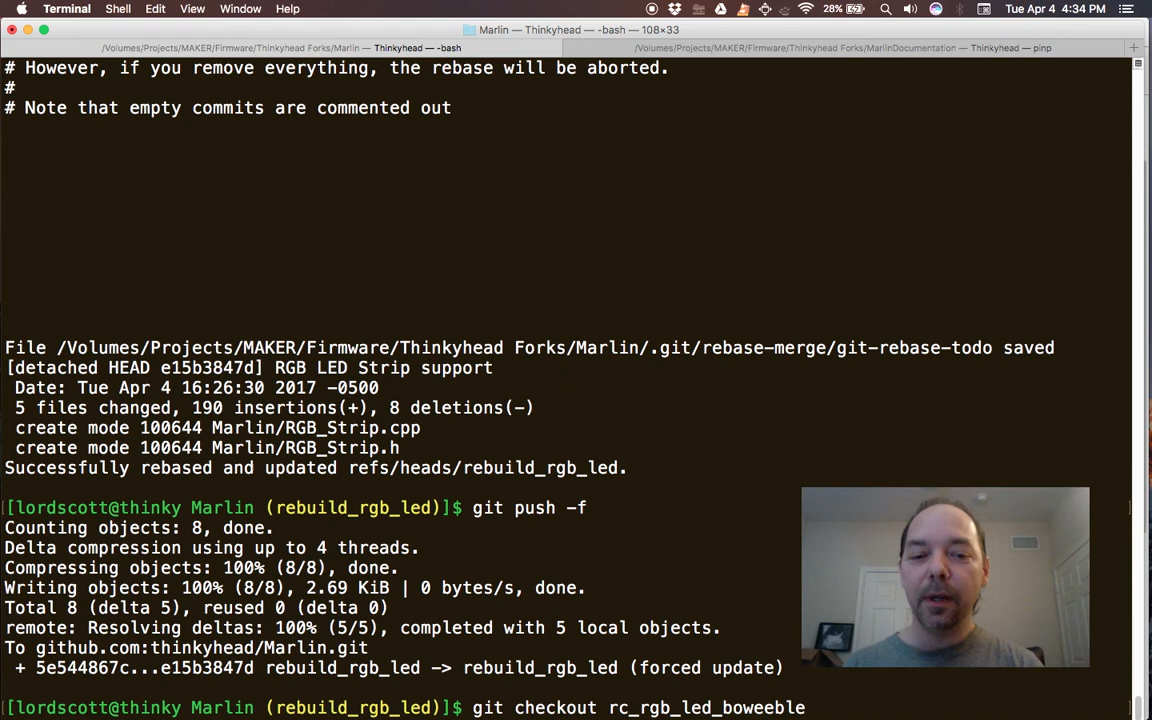 Terminal Shell Edit View Window Help 28% Tue Apr 4 4:34 PM
Marlin — Thinkyhead — -bash — 108×33
/Volumes/Projects/MAKER/Firmware/Thinkyhead Forks/Marlin — Thinkyhead — -bash
/Volumes/Projects/MAKER/Firmware/Thinkyhead Forks/MarlinDocumentation — Thinkyhead — pinp
# However, if you remove everything, the rebase will be aborted.
#
# Note that empty commits are commented out
File /Volumes/Projects/MAKER/Firmware/Thinkyhead Forks/Marlin/.git/rebase-merge/git-rebase-todo saved
[detached HEAD e15b3847d] RGB LED Strip support
Date: Tue Apr 4 16:26:30 2017 -0500
5 files changed, 190 insertions(+), 8 deletions(-)
create mode 100644 Marlin/RGB_Strip.cpp
create mode 100644 Marlin/RGB_Strip.h
Successfully rebased and updated refs/heads/rebuild_rgb_led.
[[lordscott@thinky Marlin (rebuild_rgb_led)]$ git push -f
Counting objects: 8, done.
Delta compression using up to 4 threads.
Compressing objects: 100% (8/8), done.
Writing objects: 100% (8/8), 2.69 KiB | 0 bytes/s, done.
Total 8 (delta 5), reused 0 (delta 0)
remote: Resolving deltas: 100% (5/5), completed with 5 local objects.
To github.com:thinkyhead/Marlin.git
+ 5e544867c...e15b3847d rebuild_rgb_led -> rebuild_rgb_led (forced update)
[[lordscott@thinky Marlin (rebuild_rgb_led)]$ git checkout rc_rgb_led_boweeble